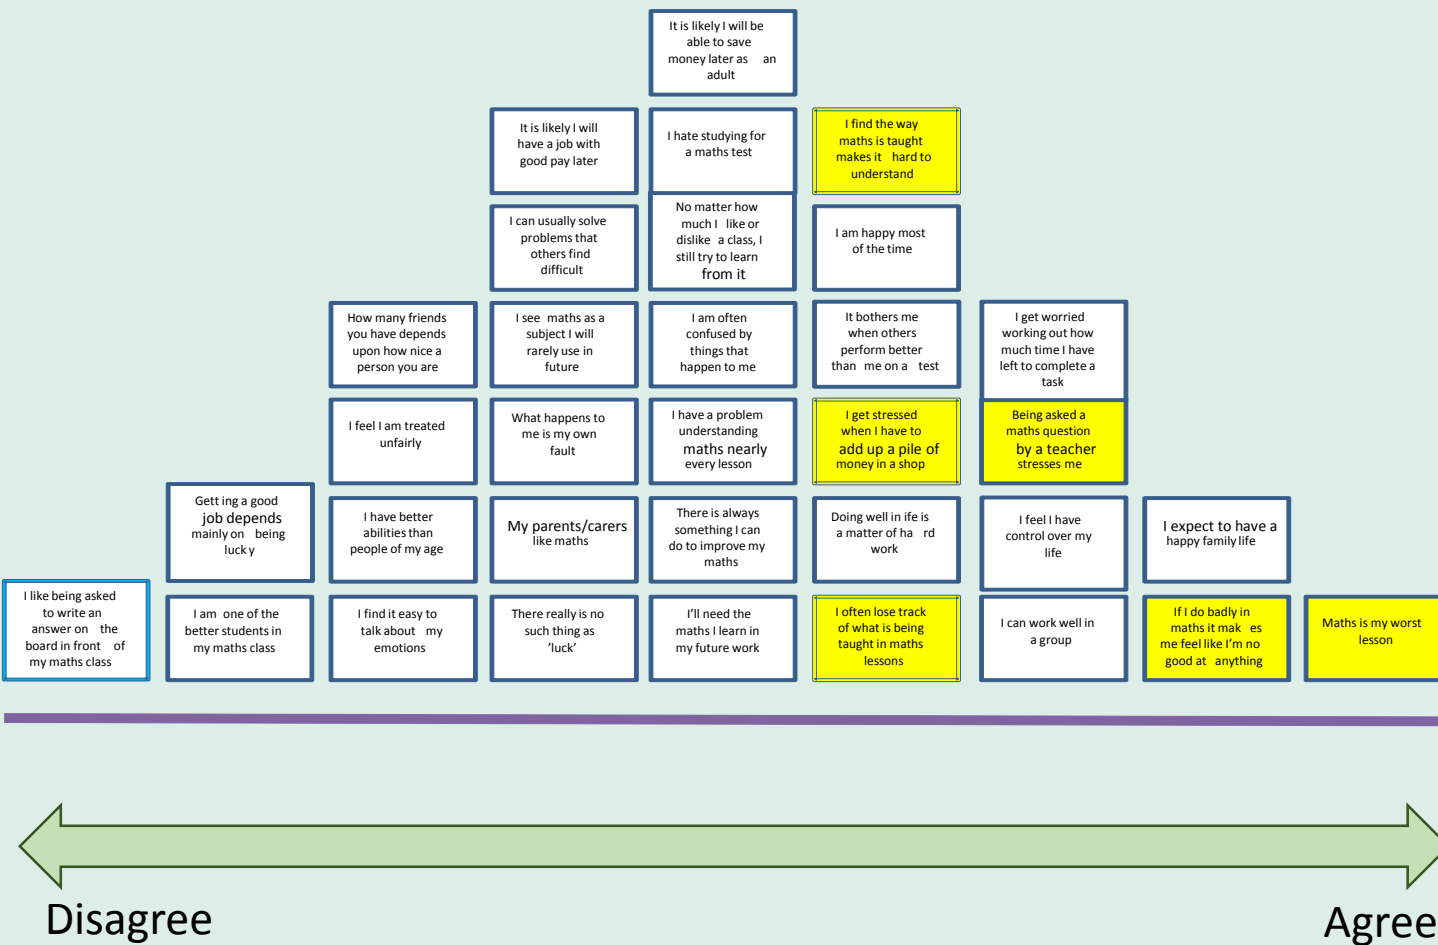 It is likely I will be
able to save
money later as an
adult
It is likely I will
have a job with
good pay later
I hate studying for
a maths test
I find the way
maths is taught
makes it hard to
understand
I can usually solve
problems that
others find
difficult
No matter how
much I like or
dislike a class, I
still try to learn
from it
I am happy most
of the time
How many friends
you have depends
upon how nice a
person you are
I see maths as a
subject I will
rarely use in
future
I am often
confused by
things that
happen to me
It bothers me
when others
perform better
than me on a test
I get worried
working out how
much time I have
left to complete a
task
I feel I am treated
unfairly
What happens to
me is my own
fault
I have a problem
understanding
maths nearly
every lesson
I get stressed
when I have to
add up a pile of
money in a shop
Being asked a
maths question
by a teacher
stresses me
Gett ing a good
job depends
mainly on being
luck y
I have better
abilities than
people of my age
My parents/carers
like maths
There is always
something I can
do to improve my
maths
Doing well in ife is
a matter of ha rd
work
I feel I have
control over my
life
I expect to have a
happy family life
I like being asked
to write an
answer on the
board in front of
my maths class
I am one of the
better students in
my maths class
I find it easy to
talk about my
emotions
There really is no
such thing as
'luck'
I'll need the
maths I learn in
my future work
I often lose track
of what is being
taught in maths
lessons
I can work well in
a group
If I do badly in
maths it mak es
me feel like I'm no
good at anything
Maths is my worst
lesson
Disagree
Agree